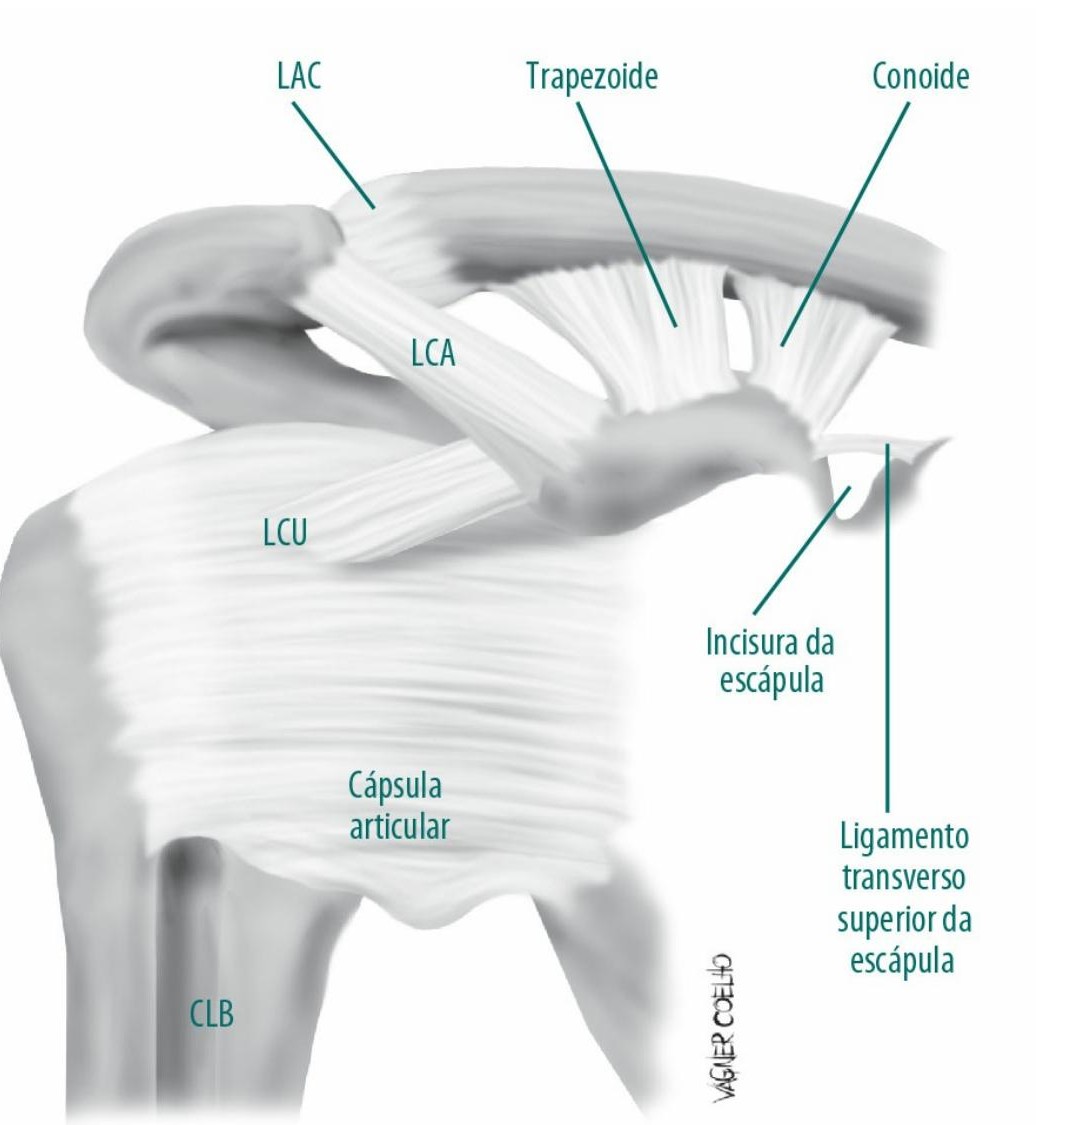 LAC
Trapezoide
Conoide
LCA
LCU
Incisura da
escápula
Cápsula
articular
Ligamento
transverso
superior da
escápula
CLB
VAGNER COELHO